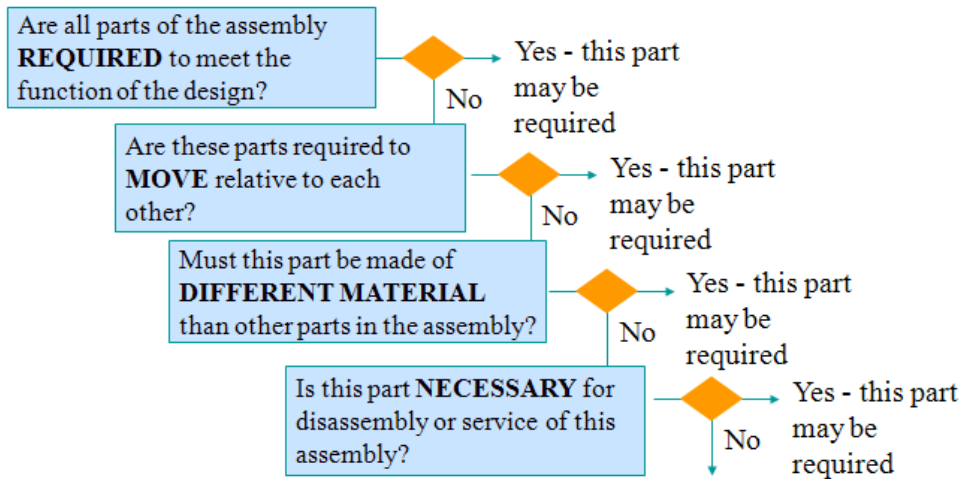 Are all parts of the assembly
REQUIRED to meet the
function of the design?
Yes - this part
may be
required
No
Are these parts required to
MOVE relative to each
other?
Yes - this part
may be
required
No
Must this part be made of
DIFFERENT MATERIAL
than other parts in the assembly?
Yes - this part
may be
required
No
Is this part NECESSARY for
disassembly or service of this
assembly?
Yes - this part
may be
required
No